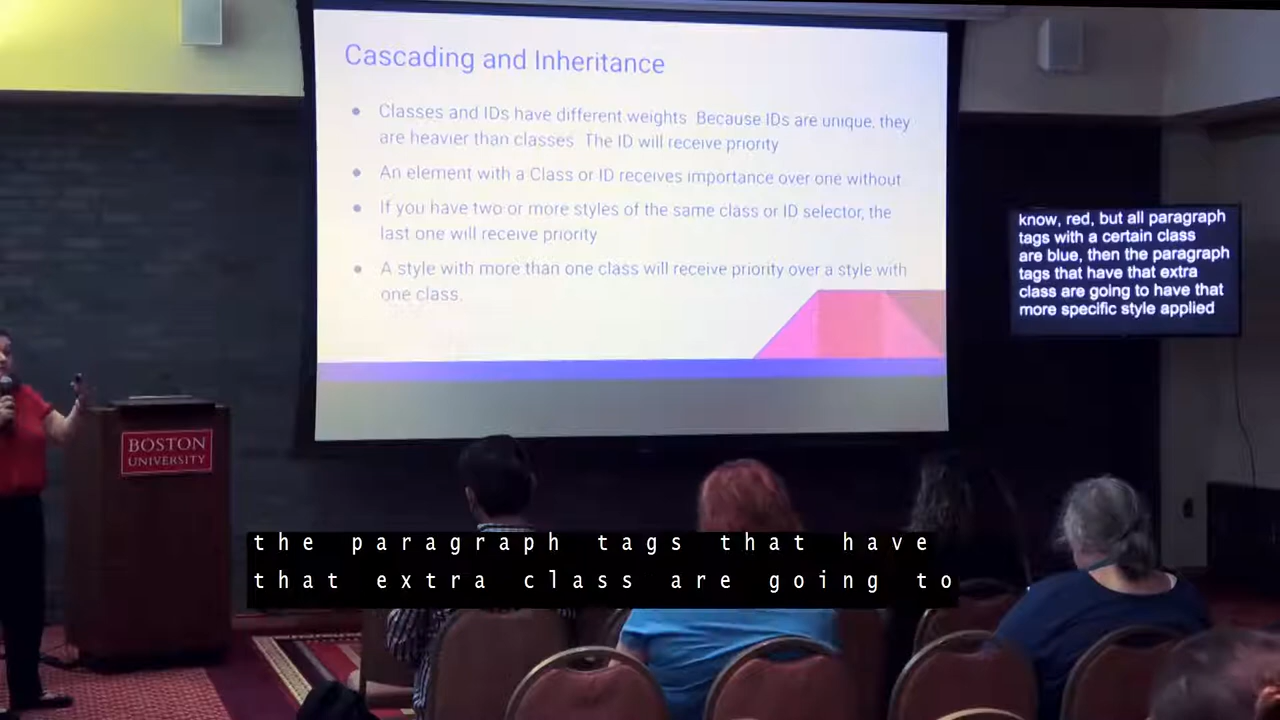 Cascading and Inheritance
Classes and IDs have different weights Because IDs are unique, they
are heavier than classes The ID will receive priority
An element with a Class or ID receives importance over one without
If you have two or more styles of the same class or ID selector, the
last one will receive priority
A style with more than one class will receive priority over a style with
one class.
know, red, but all paragraph
tags with a certain class
are blue, then the paragraph
tags that have that extra
class are going to have that
more specific style applied
BOSTON
UNIVERSITY
the paragraph tags that have
that extra class are going to